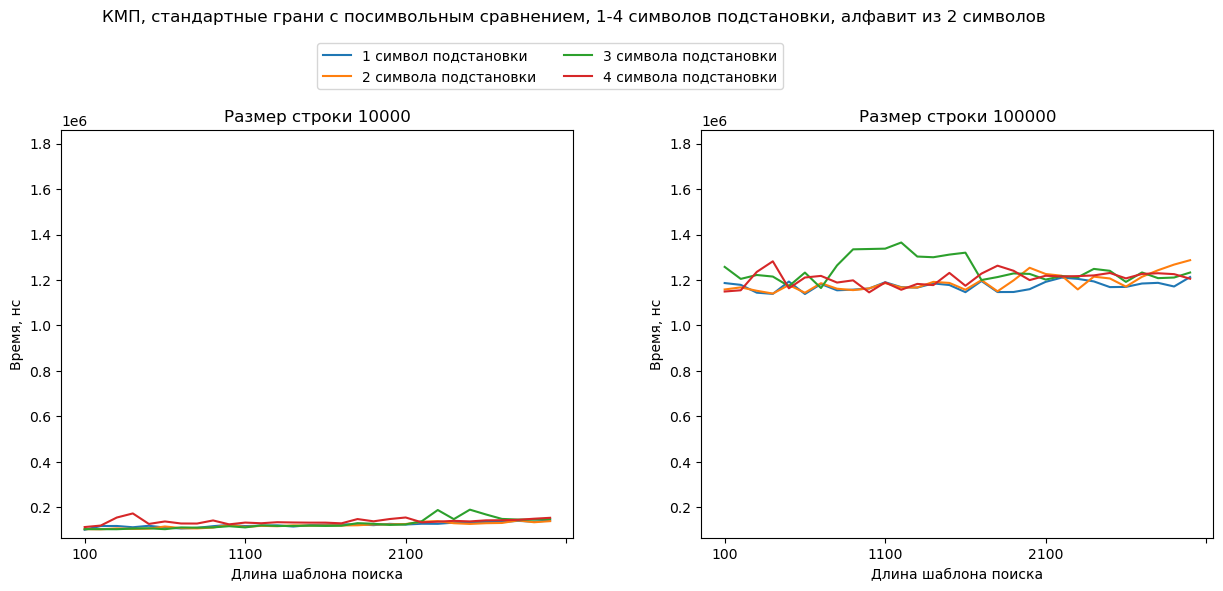 КМП, стандартные грани с посимвольным сравнением, 1-4 символов подстановки, алфавит из 2 символов
1 символ подстановки
2 символа подстановки
3 символа подстановки
4 символа подстановки
Размер строки 10000
1e6
1.8
1.6
1.4
1.2
1.0
0.8
0.6
0.4
0.2
Время, нс
100
1100
2100
Длина шаблона поиска
Размер строки 100000
1e6
1.8
1.6
1.4
1.2
1.0
0.8
0.6
0.4
0.2
Время, нс
100
1100
2100
Длина шаблона поиска